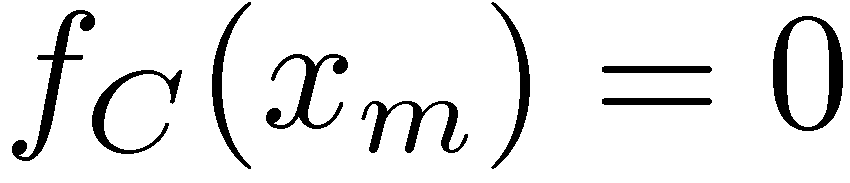 f_C(x_m) = 0